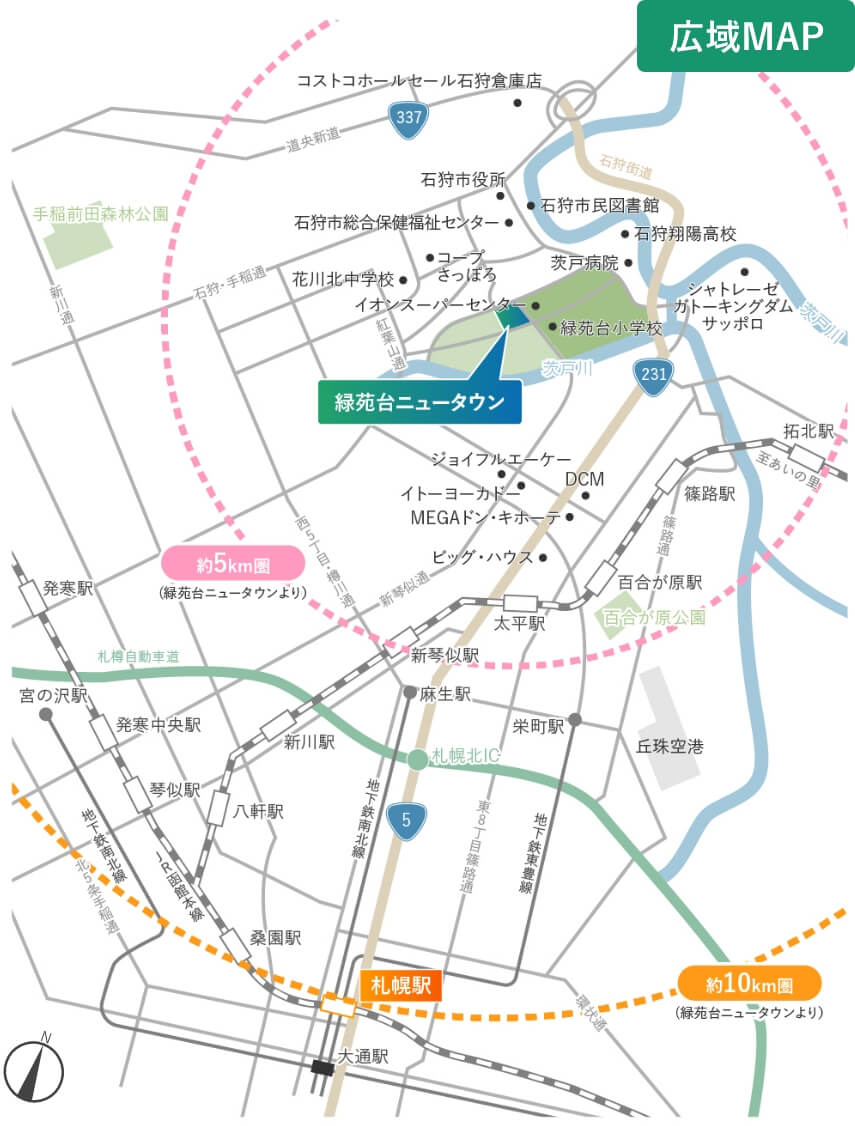 広域MAP
コストコホールセール石狩倉庫店
337
道央新道
石狩街道
石狩市役所
手稲前田森林公園
石狩市民図書館
石狩市総合保健福祉センター
石狩翔陽高校
コープ
さっぽろ
茨戸病院
石狩・手稲通
花川北中学校
新川通
シャトレーゼ
ガトーキングダム
サッポロ
イオンスーパーセンター
紅葉山通
緑苑台小学校
茨戸川
茨戸川
231
緑苑台ニュータウン
拓北駅
ジョイフルエーケー
至あいの里
DCM
イトーヨーカドー
篠路駅
MEGAドン・キホーテ
西5丁目・樽川通
篠路通
約5km圏
(緑苑台ニュータウンより)
ビッグ・ハウス
新琴似通
発寒駅
百合が原駅
百合が原公園
太平駅
札樽自動車道
新琴似駅
宮の沢駅
麻生駅
発寒中央駅
栄町駅
新川駅
丘珠空港
札幌北IC
琴似駅
八軒駅
5
地下鉄南北線
地下鉄南北線
東8丁目篠路通
地下鉄東豊線
JR函館本線
北5条手稲通
桑園駅
札幌駅
約10km圏
(緑苑台ニュータウンより)
環状通
大通駅
N